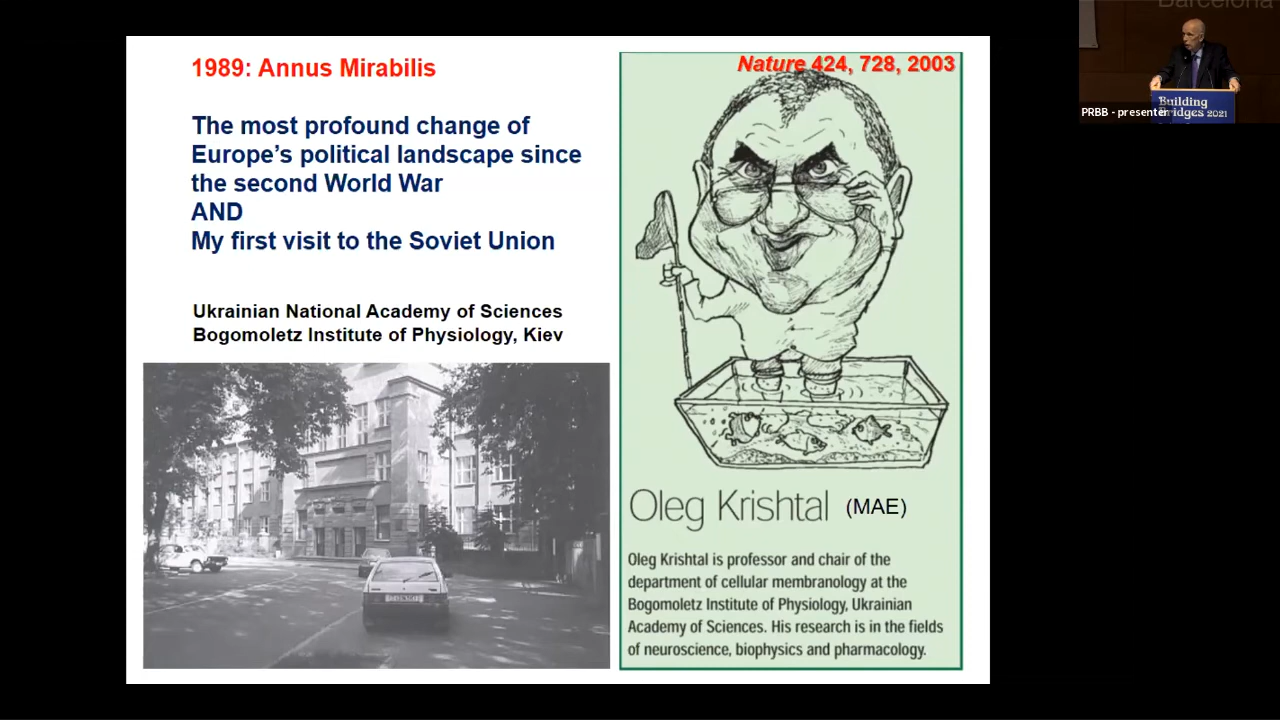 1989: Annus Mirabilis
The most profound change of
Europe's political landscape since
the second World War
AND
My first visit to the Soviet Union
Ukrainian National Academy of Sciences
Bogomoletz Institute of Physiology, Kiev
Nature 424, 728, 2003
Oleg Krishtal (MAE)
Oleg Krishtal is professor and chair of the
department of cellular membranology at the
Bogomoletz Institute of Physiology, Ukrainian
Academy of Sciences. His research is in the fields
of neuroscience, biophysics and pharmacology.
Barcelona
Building
Bridges 2021
PRBB - presenter